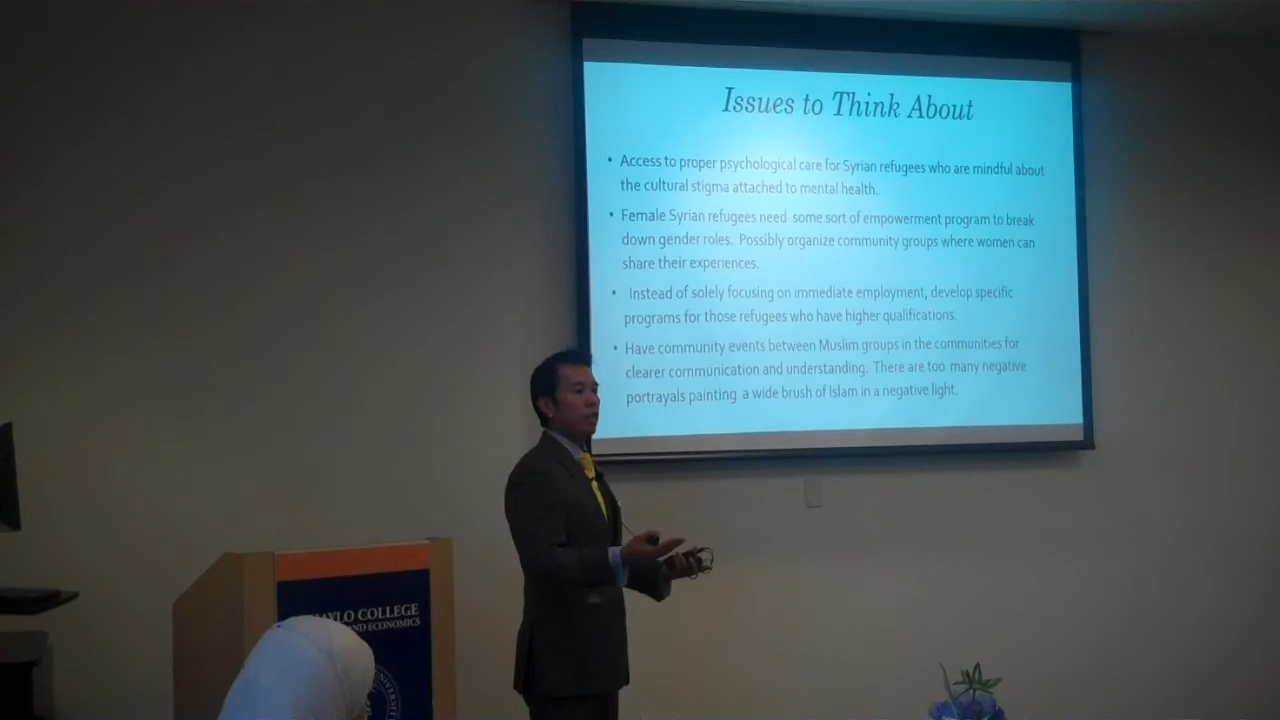 Issues to Think About
• Access to proper psychological care for Syrian refugees who are mindful about
the cultural stigma attached to mental health.
• Female Syrian refugees need some sort of empowerment program to break
down gender roles. Possibly organize community groups where women can
share their experiences.
• Instead of solely focusing on immediate employment, develop specific
programs for those refugees who have higher qualifications.
• Have community events between Muslim groups in the communities for
clearer communication and understanding. There are too many negative
portrayals painting a wide brush of Islam in a negative light.
COLLEGE
AND ECONOMICS